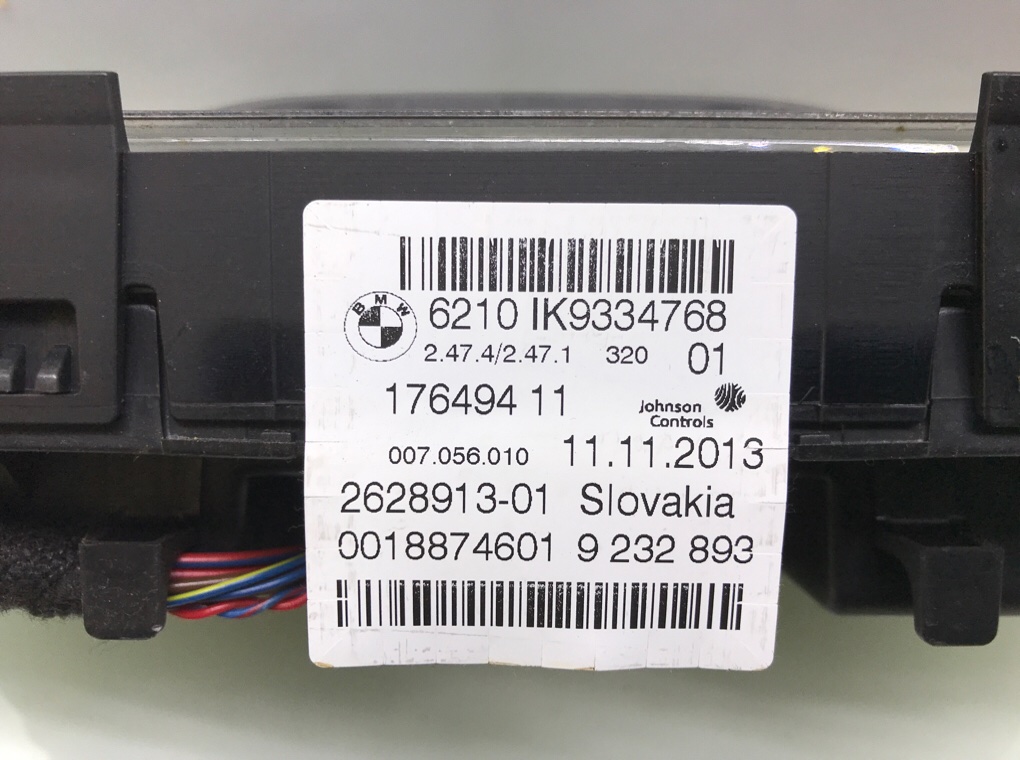 BMW
6210 IK9334768
2.47.4/2.47.1 320 01
176494 11
Johnson
Controls
007.056.010 11.11.2013
2628913-01 Slovakia
0018874601 9 232 893